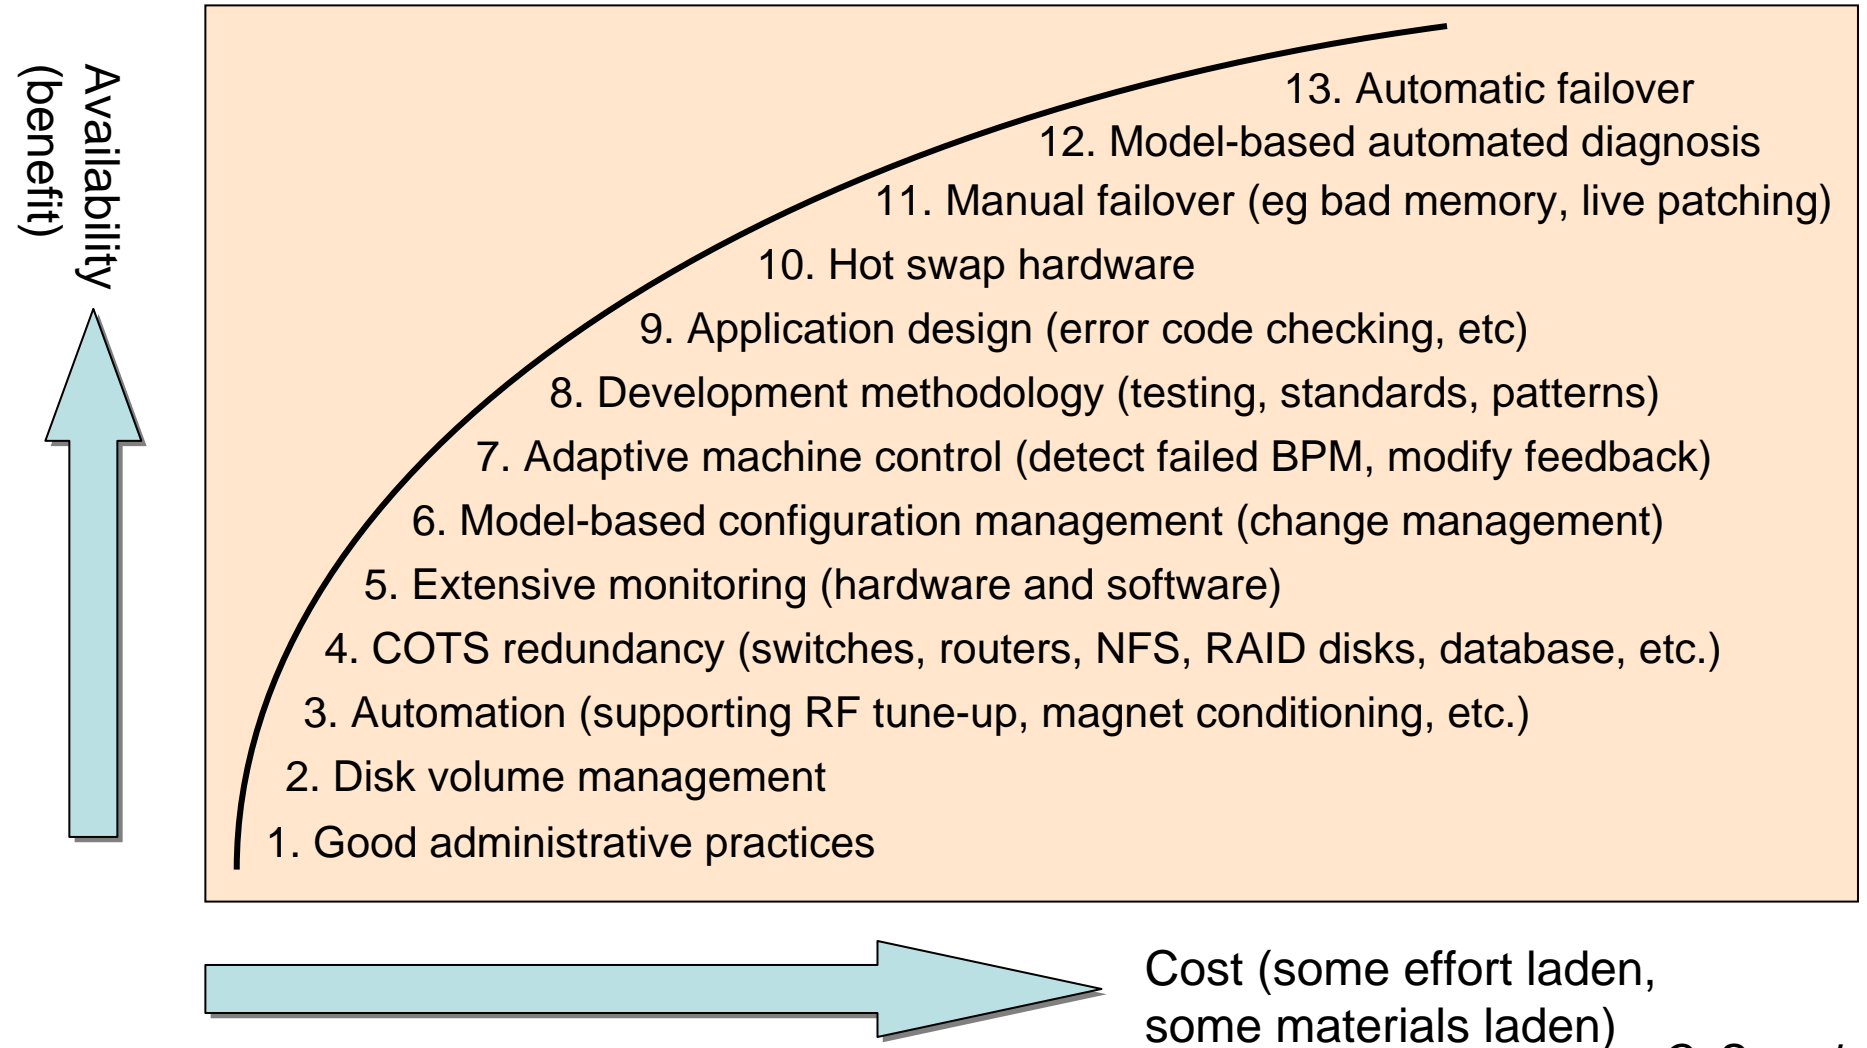 Availability
(benefit)
13. Automatic failover
12. Model-based automated diagnosis
11. Manual failover (eg bad memory, live patching)
10. Hot swap hardware
9. Application design (error code checking, etc)
8. Development methodology (testing, standards, patterns)
7. Adaptive machine control (detect failed BPM, modify feedback)
6. Model-based configuration management (change management)
5. Extensive monitoring (hardware and software)
4. COTS redundancy (switches, routers, NFS, RAID disks, database, etc.)
3. Automation (supporting RF tune-up, magnet conditioning, etc.)
2. Disk volume management
1. Good administrative practices
Cost (some effort laden,
some materials laden)